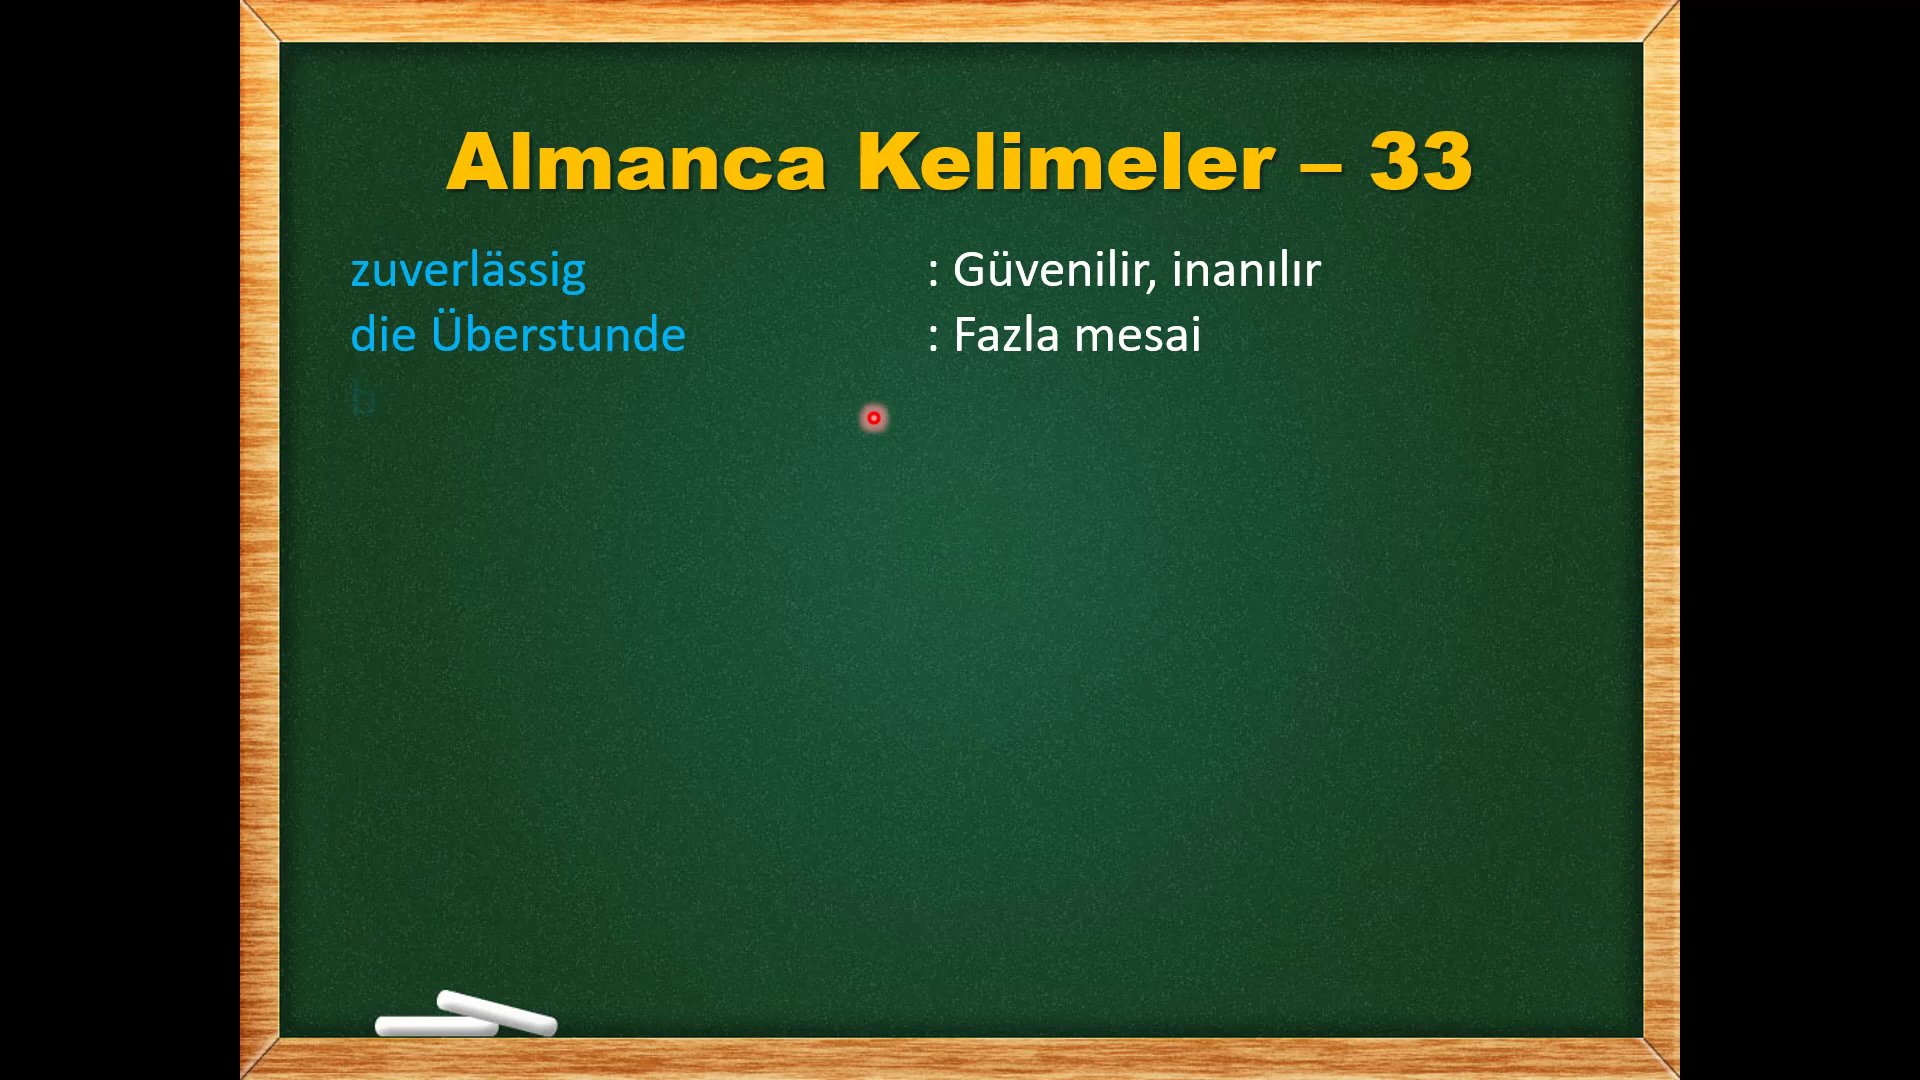 Almanca Kelimeler – 33
zuverlässig : Güvenilir, inanılır
die Überstunde : Fazla mesai
b